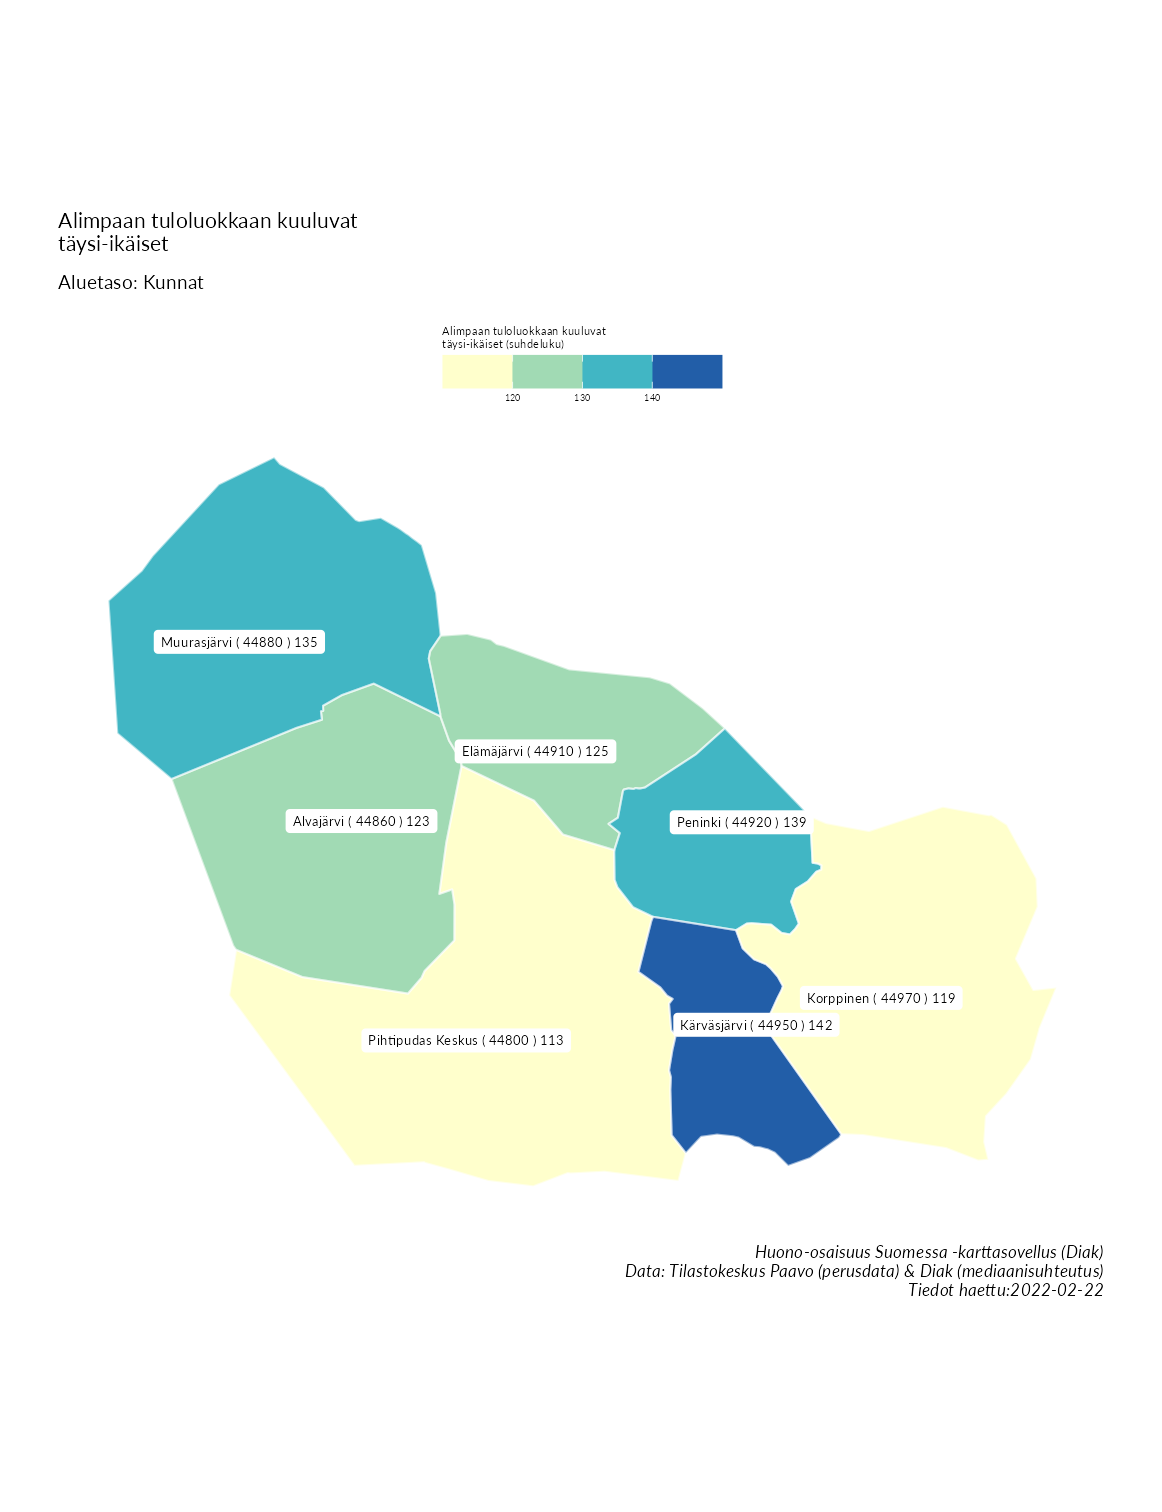 Alimpaan tuloluokkaan kuuluvat
täysi-ikäiset
Aluetaso: Kunnat
Alimpaan tuloluokkaan kuuluvat
täysi-ikäiset (suhdeluku)
120 130 140
Muurasjärvi ( 44880 ) 135
Elämäjärvi ( 44910 ) 125
Alvajärvi ( 44860 ) 123
Peninki ( 44920 ) 139
Korppinen ( 44970 ) 119
Kärväsjärvi ( 44950 ) 142
Pihtipudas Keskus ( 44800 ) 113
Huono-osaisuus Suomessa -karttasovellus (Diak)
Data: Tilastokeskus Paavo (perusdata) & Diak (mediaanisuhteutus)
Tiedot haettu:2022-02-22